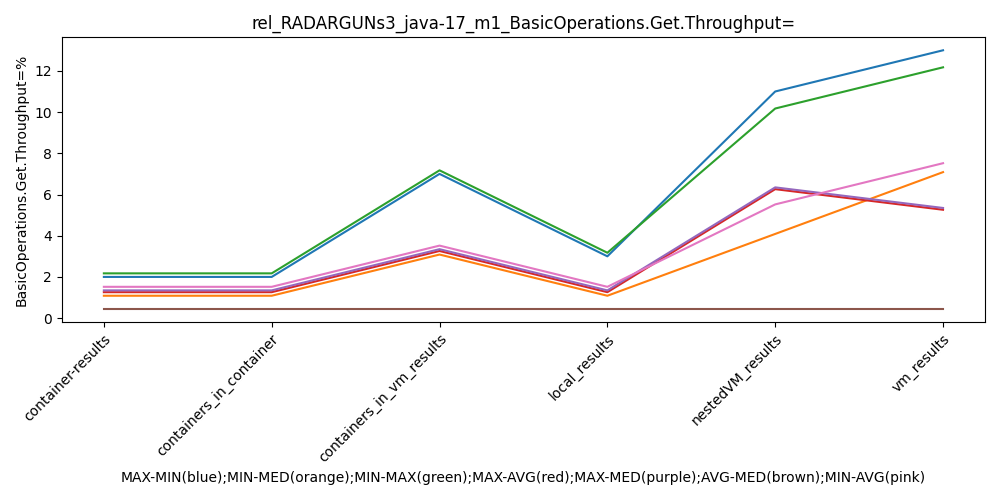 rel_RADARGUNs3_java-17_m1_BasicOperations.Get.Throughput=
BasicOperations.Get.Throughput=%
12
10
8
6
4
2
0
container-results
containers_in_container
containers_in_vm_results
local_results
nestedVM_results
vm_results
MAX-MIN(blue);MIN-MED(orange);MIN-MAX(green);MAX-AVG(red);MAX-MED(purple);AVG-MED(brown);MIN-AVG(pink)